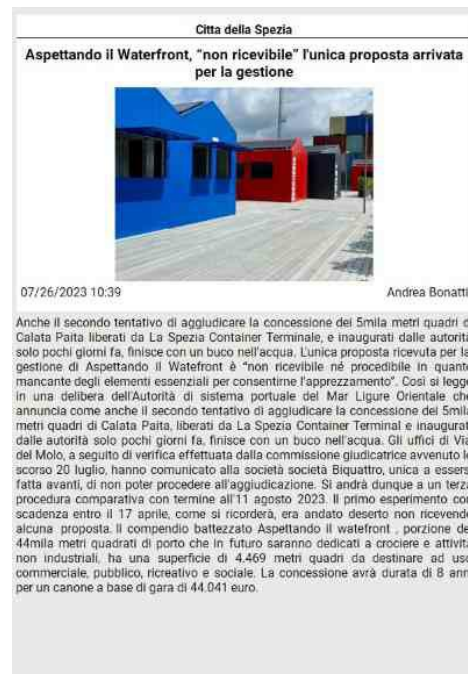 Citta della Spezia
Aspettando il Waterfront, “non ricevibile” l'unica proposta arrivata
per la gestione
07/26/2023 10:39
Andrea Bonatti
Anche il secondo tentativo di aggiudicare la concessione dei 5mila metri quadri d
Calata Paita liberati da La Spezia Container Terminale, e inaugurati dalle autorità
solo pochi giorni fa, finisce con un buco nell'acqua. L'unica proposta ricevuta per la
gestione di Aspettando il Waterfront è “non ricevibile né procedibile in quanto
mancante degli elementi essenziali per consentirne l'apprezzamento”. Così si legge
in una delibera dell'Autorità di sistema portuale del Mar Ligure Orientale che
annuncia come anche il secondo tentativo di aggiudicare la concessione dei 5mila
metri quadri di Calata Paita, liberati da La Spezia Container Terminal e inaugurati
dalle autorità solo pochi giorni fa, finisce con un buco nell'acqua. Gli uffici di Via
del Molo, a seguito di verifica effettuata dalla commissione giudicatrice avvenuto lo
scorso 20 luglio, hanno comunicato alla società società Biquattro, unica a essersi
fatta avanti, di non poter procedere all'aggiudicazione. Si andrà dunque a un terza
procedura comparativa con termine all'11 agosto 2023. Il primo esperimento con
scadenza entro il 17 aprile, come si ricorderà, era andato deserto non ricevendo
alcuna proposta. Il compendio battezzato Aspettando il watefront , porzione de
44mila metri quadrati di porto che in futuro saranno dedicati a crociere e attività
non industriali, ha una superficie di 4.469 metri quadri da destinare ad uso
commerciale, pubblico, ricreativo e sociale. La concessione avrà durata di 8 anni
per un canone a base di gara di 44.041 euro.